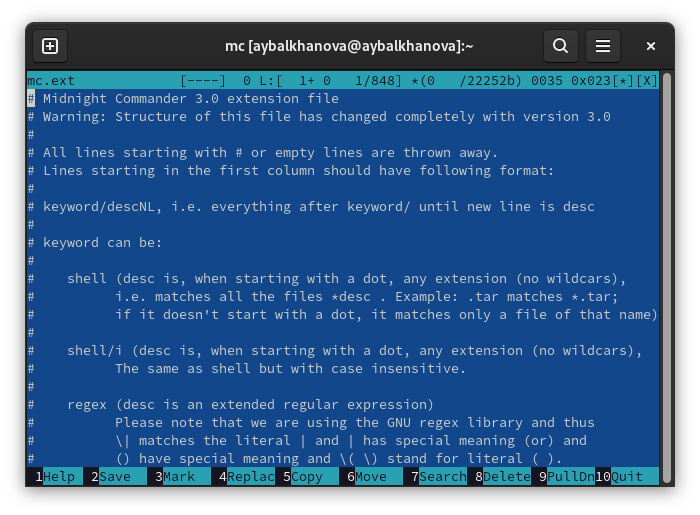 mc [aybalkhanova@aybalkhanova]:~
mc.ext             [----]  0 L:[  1+ 0   1/848] *(0   /22252b) 0035 0x023[*][X]
# Midnight Commander 3.0 extension file
# Warning: Structure of this file has changed completely with version 3.0
#
# All lines starting with # or empty lines are thrown away.
# Lines starting in the first column should have following format:
#
# keyword/descNL, i.e. everything after keyword/ until new line is desc
#
# keyword can be:
#
#    shell (desc is, when starting with a dot, any extension (no wildcars),
#          i.e. matches all the files *desc . Example: .tar matches *.tar;
#          if it doesn't start with a dot, it matches only a file of that name)
#
#    shell/i (desc is, when starting with a dot, any extension (no wildcars),
#          The same as shell but with case insensitive.
#
#    regex (desc is an extended regular expression)
#          Please note that we are using the GNU regex library and thus
#          \| matches the literal | and | has special meaning (or) and
#          () have special meaning and \( \) stand for literal ( ).
1Help  2Save  3Mark  4Replac 5Copy  6Move  7Search 8Delete 9PullDn 10Quit